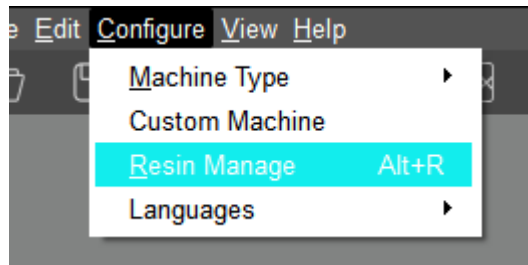 e Edit Configure View Help
Machine Type
Custom Machine
Resin Manage Alt+R
Languages